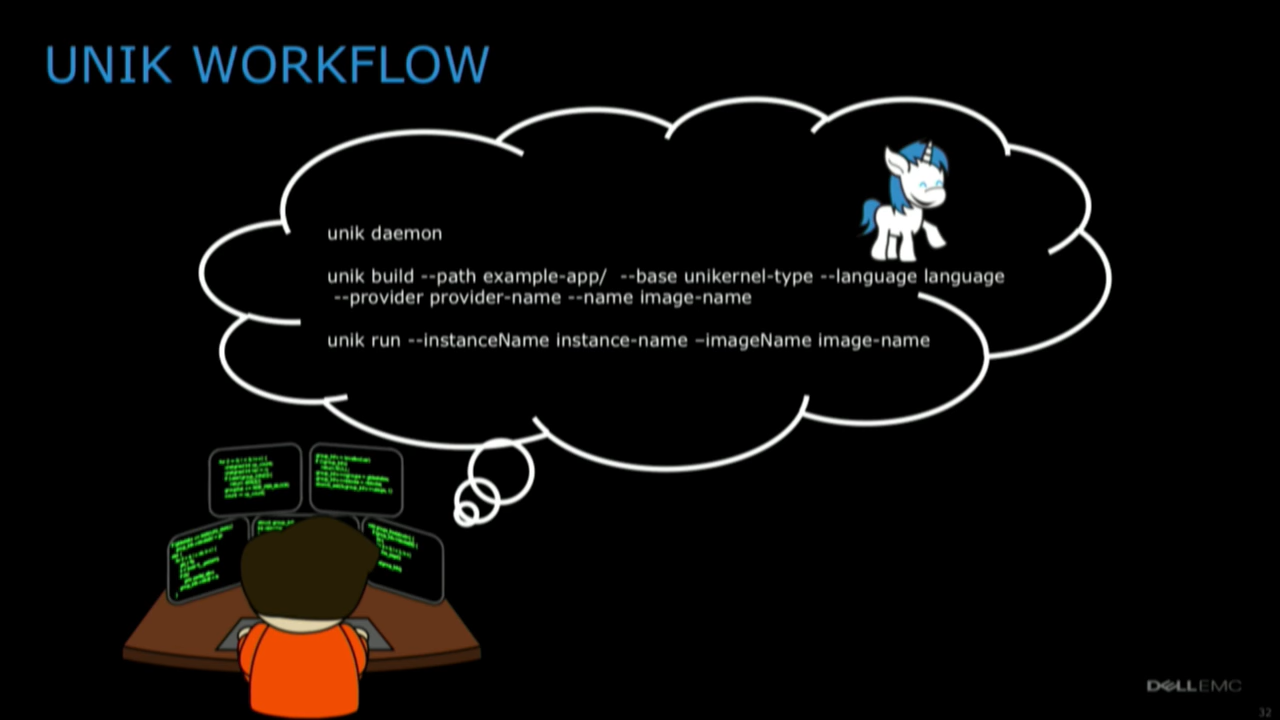 UNIK WORKFLOW
unik daemon
unik build --path example-app/  --base unikernel-type --language language
--provider provider-name --name image-name
unik run --instanceName instance-name –imageName image-name
DELLEMC
32